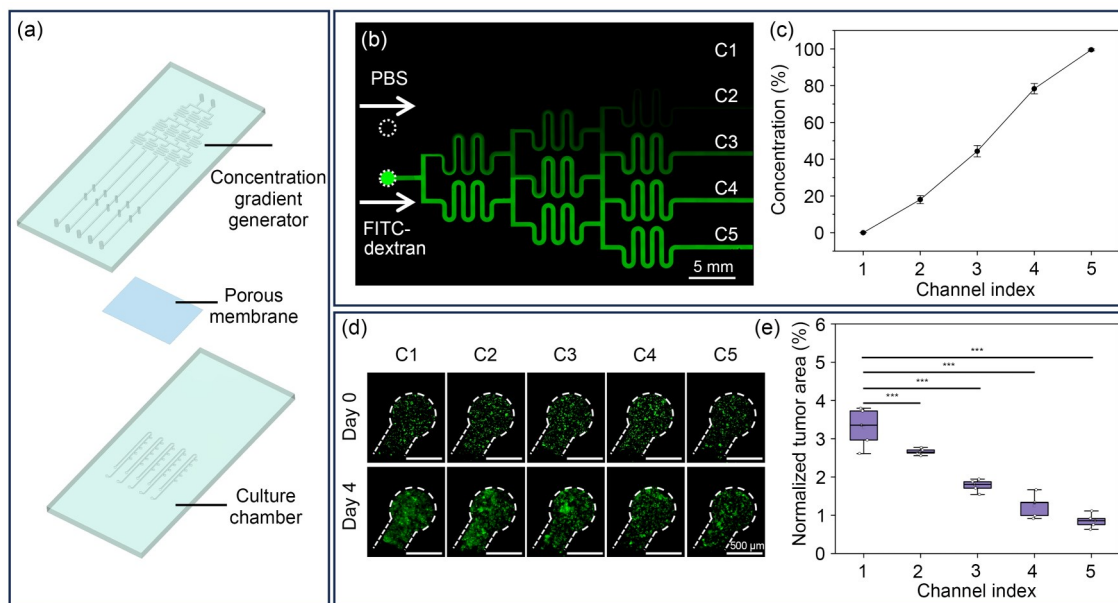 (a)
Concentration
gradient
generator
Porous
membrane
Culture
chamber
(b)
PBS
FITC-
dextran
C1
C2
C3
C4
C5
5 mm
(c)
Concentration (%)
100
80
60
40
20
0
1 2 3 4 5
Channel index
(d)
C1 C2 C3 C4 C5
Day 0
Day 4
500 μm
(e)
Normalized tumor area (%)
6
5
4
3
2
1
0
***
***
***
***
1 2 3 4 5
Channel index